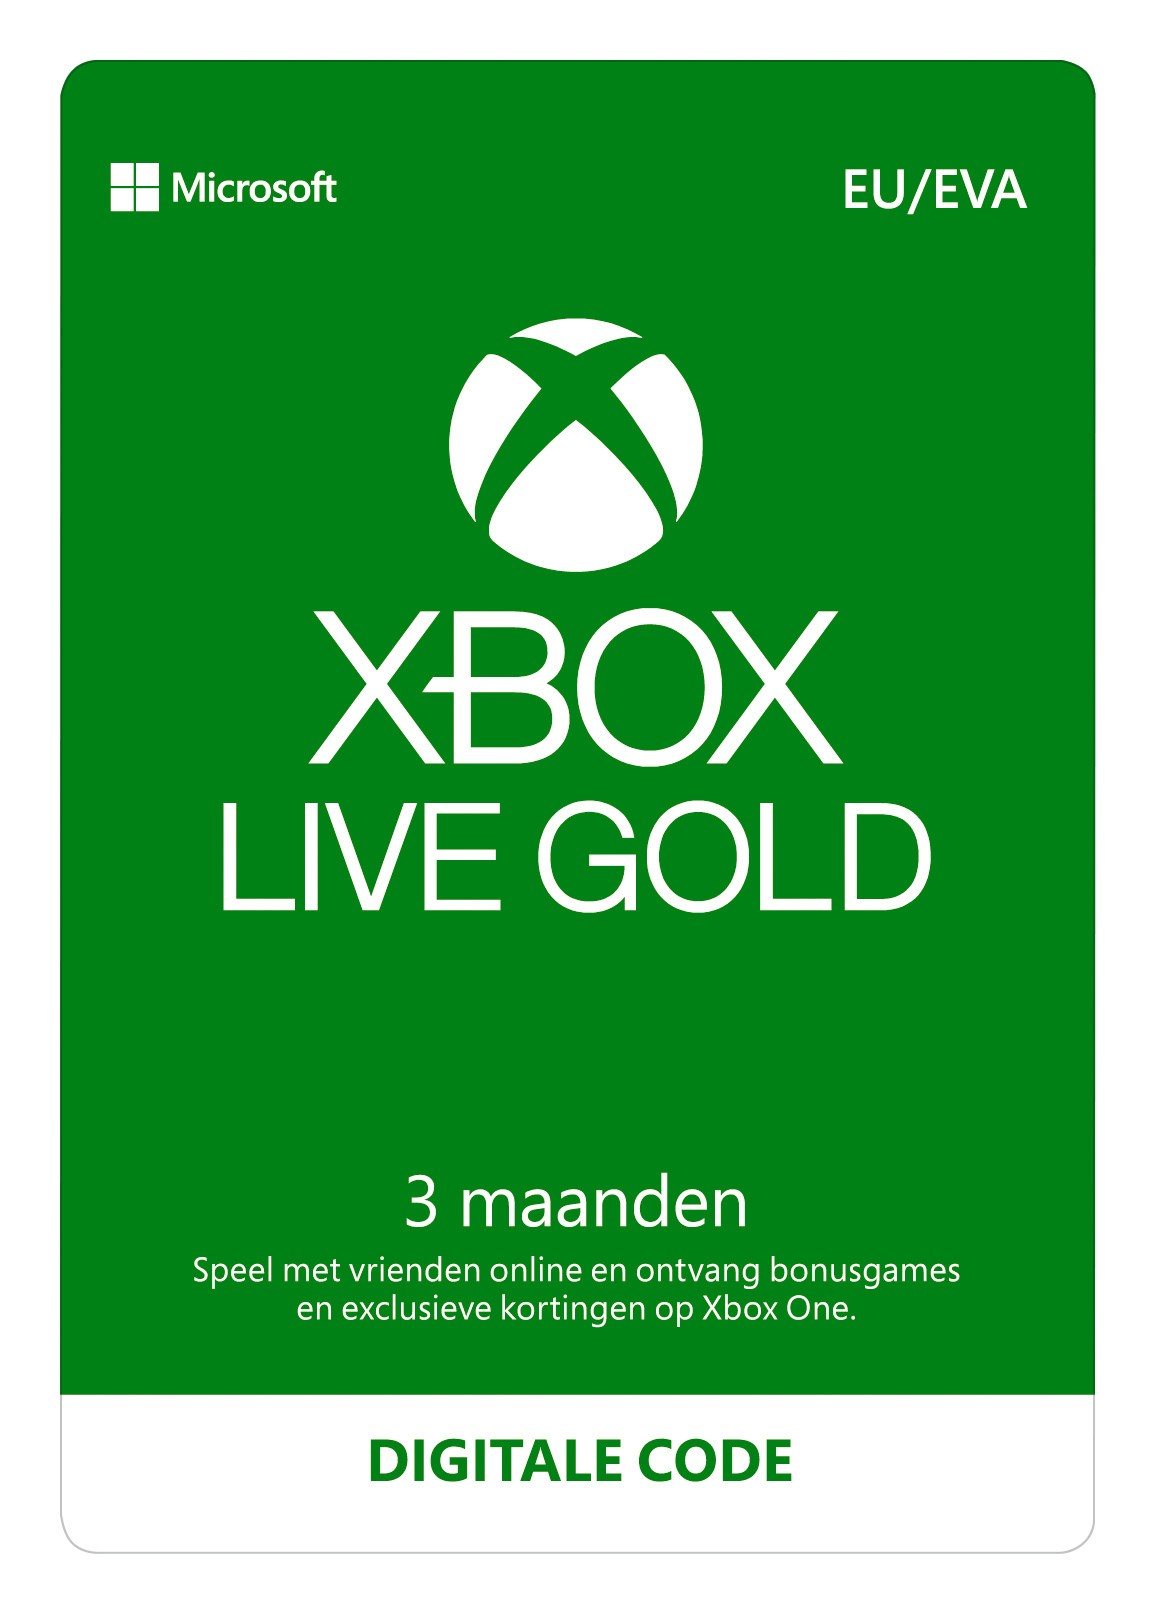 Microsoft
EU/EVA
XBOX
LIVE GOLD
3 maanden
Speel met vrienden online en ontvang bonusgames
en exclusieve kortingen op Xbox One.
DIGITALE CODE